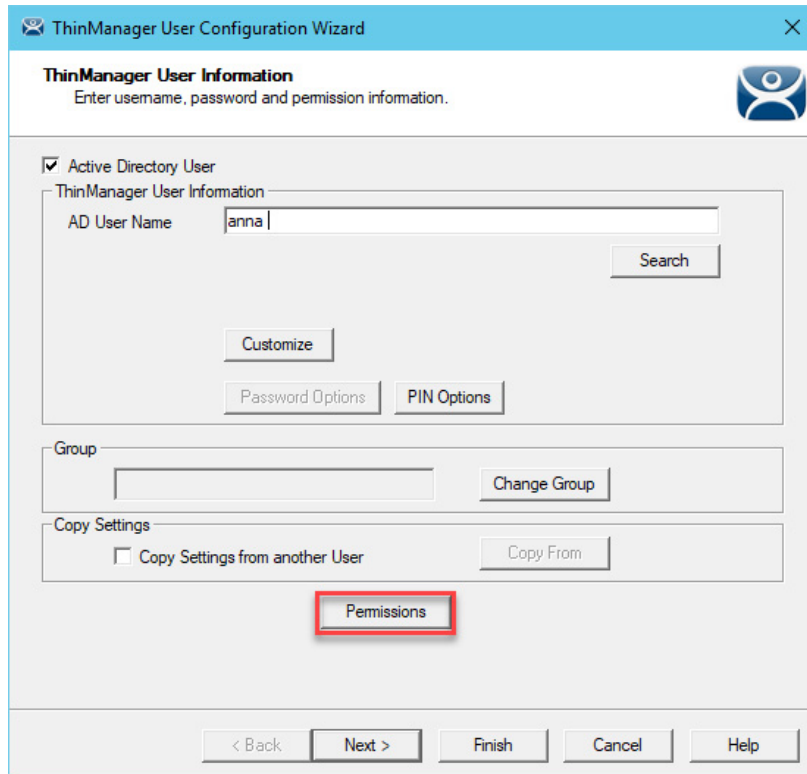 ThinManager User Configuration Wizard
ThinManager User Information
Enter username, password and permission information.
Active Directory User
ThinManager User Information
AD User Name anna
Search
Customize
Password Options PIN Options
Group
Change Group
Copy Settings
Copy Settings from another User Copy From
Permissions
< Back Next > Finish Cancel Help